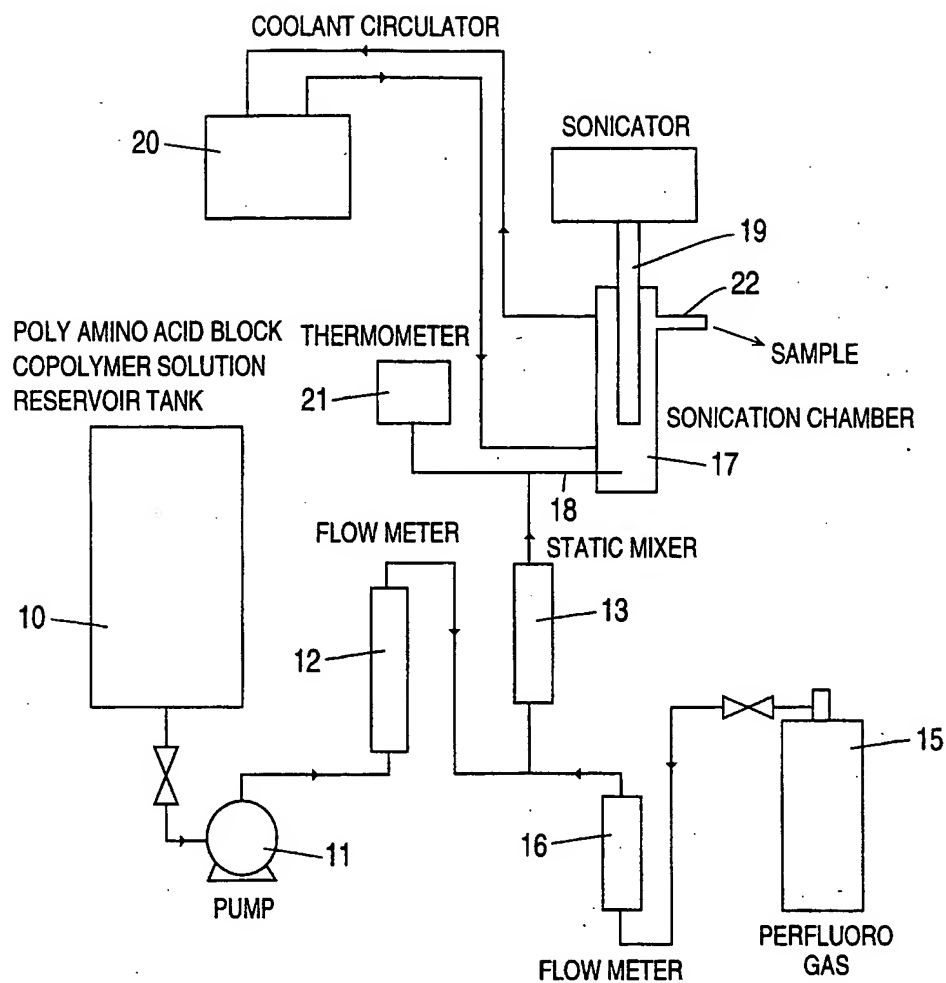 COOLANT CIRCULATOR
20
SONICATOR
19
22
SAMPLE
POLY AMINO ACID BLOCK
COPOLYMER SOLUTION
RESERVOIR TANK
THERMOMETER
21
SONICATION CHAMBER
17
18
FLOW METER
STATIC MIXER
10
12
13
15
16
11
PUMP
FLOW METER
PERFLUORO
GAS